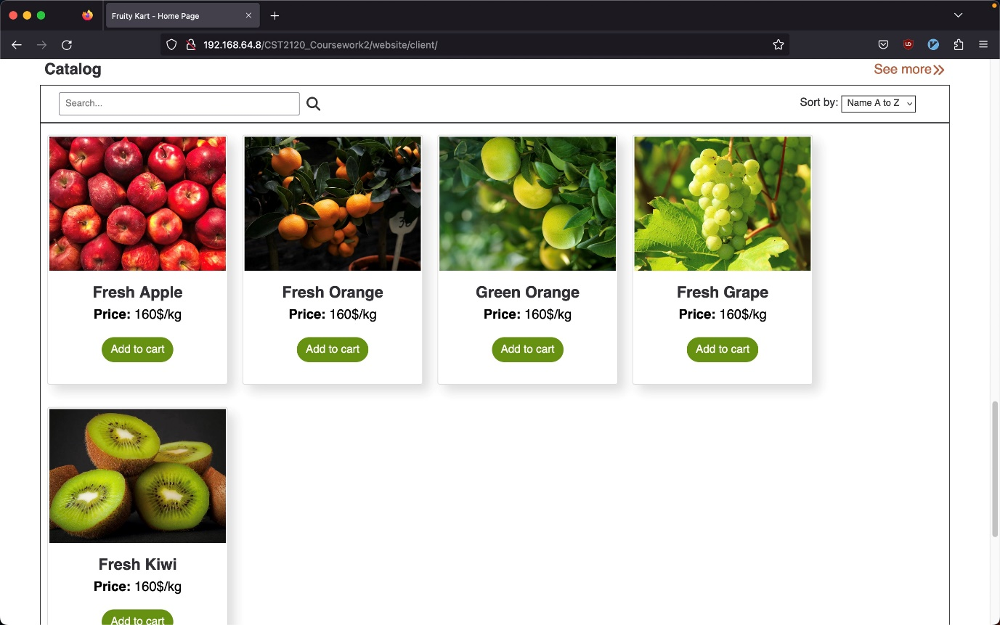 Fruity Kart - Home Page
192.168.64.8/CST2120_Coursework2/website/client/
UD
Catalog
See more
Search...
Sort by: Name A to Z
Fresh Apple
Price: 160$/kg
Add to cart
Fresh Orange
Price: 160$/kg
Add to cart
Green Orange
Price: 160$/kg
Add to cart
Fresh Grape
Price: 160$/kg
Add to cart
Fresh Kiwi
Price: 160$/kg
Add to cart